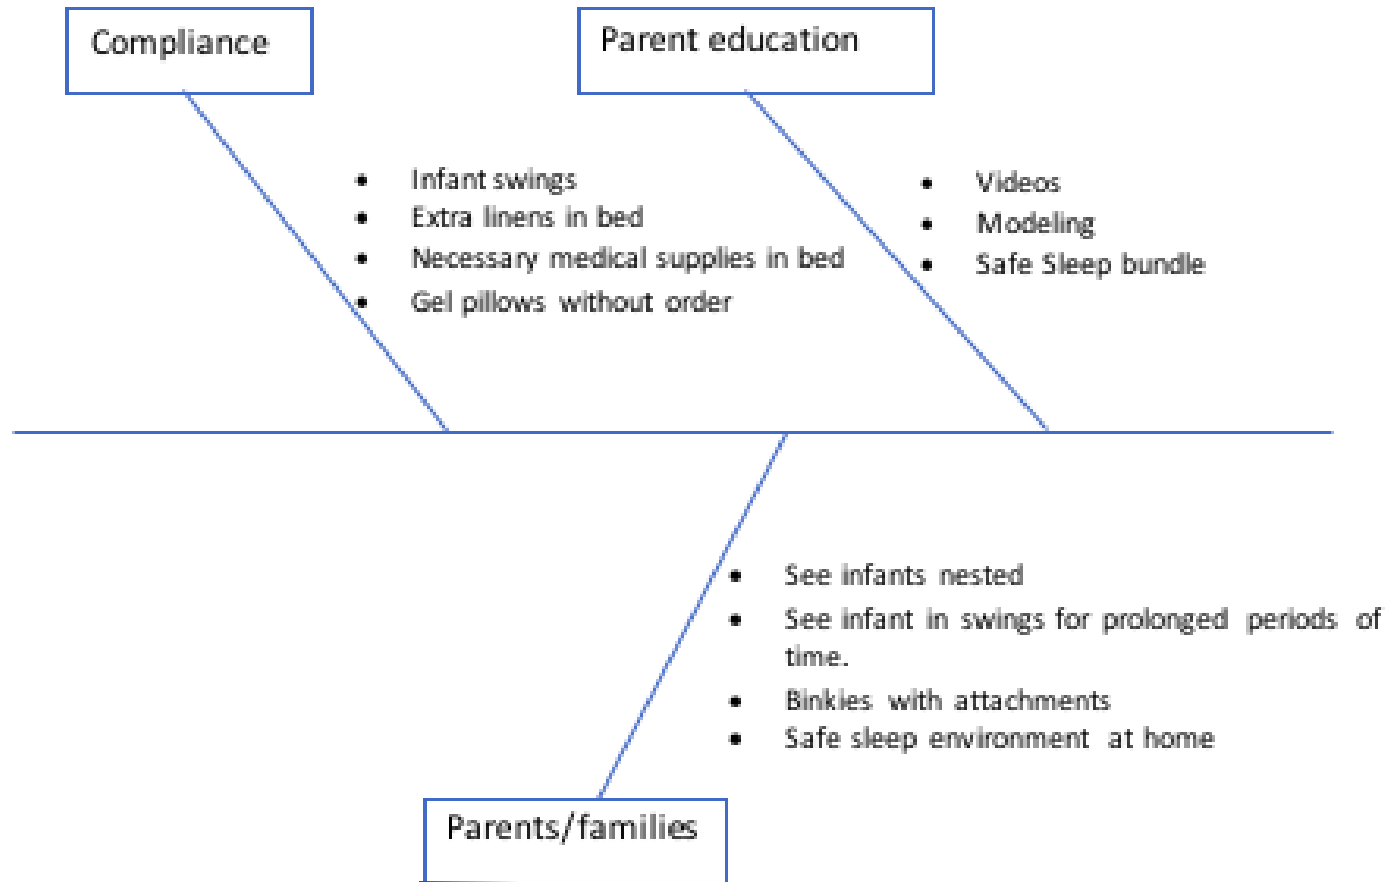 Compliance
Parent education
Infant swings
Extra linens in bed
Necessary medical supplies in bed
Gel pillows without order
Videos
Modeling
Safe Sleep bundle
See infants nested
See infant in swings for prolonged periods of
time.
Binkies with attachments
Safe sleep environment at home
Parents/families